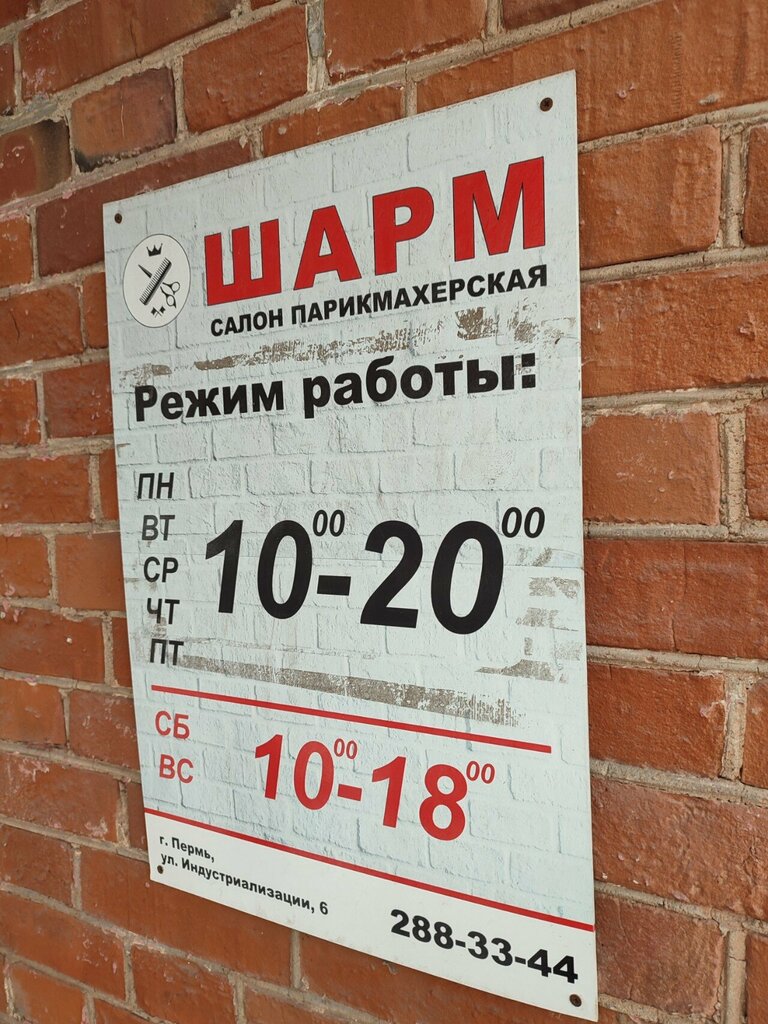 ШАРМ
САЛОН ПАРИКМАХЕРСКАЯ
Режим работы:
ПН
ВТ
СР
ЧТ
ПТ
10⁰⁰-20⁰⁰
СБ
ВС
10⁰⁰-18⁰⁰
г. Пермь,
ул. Индустриализации, 6
288-33-44